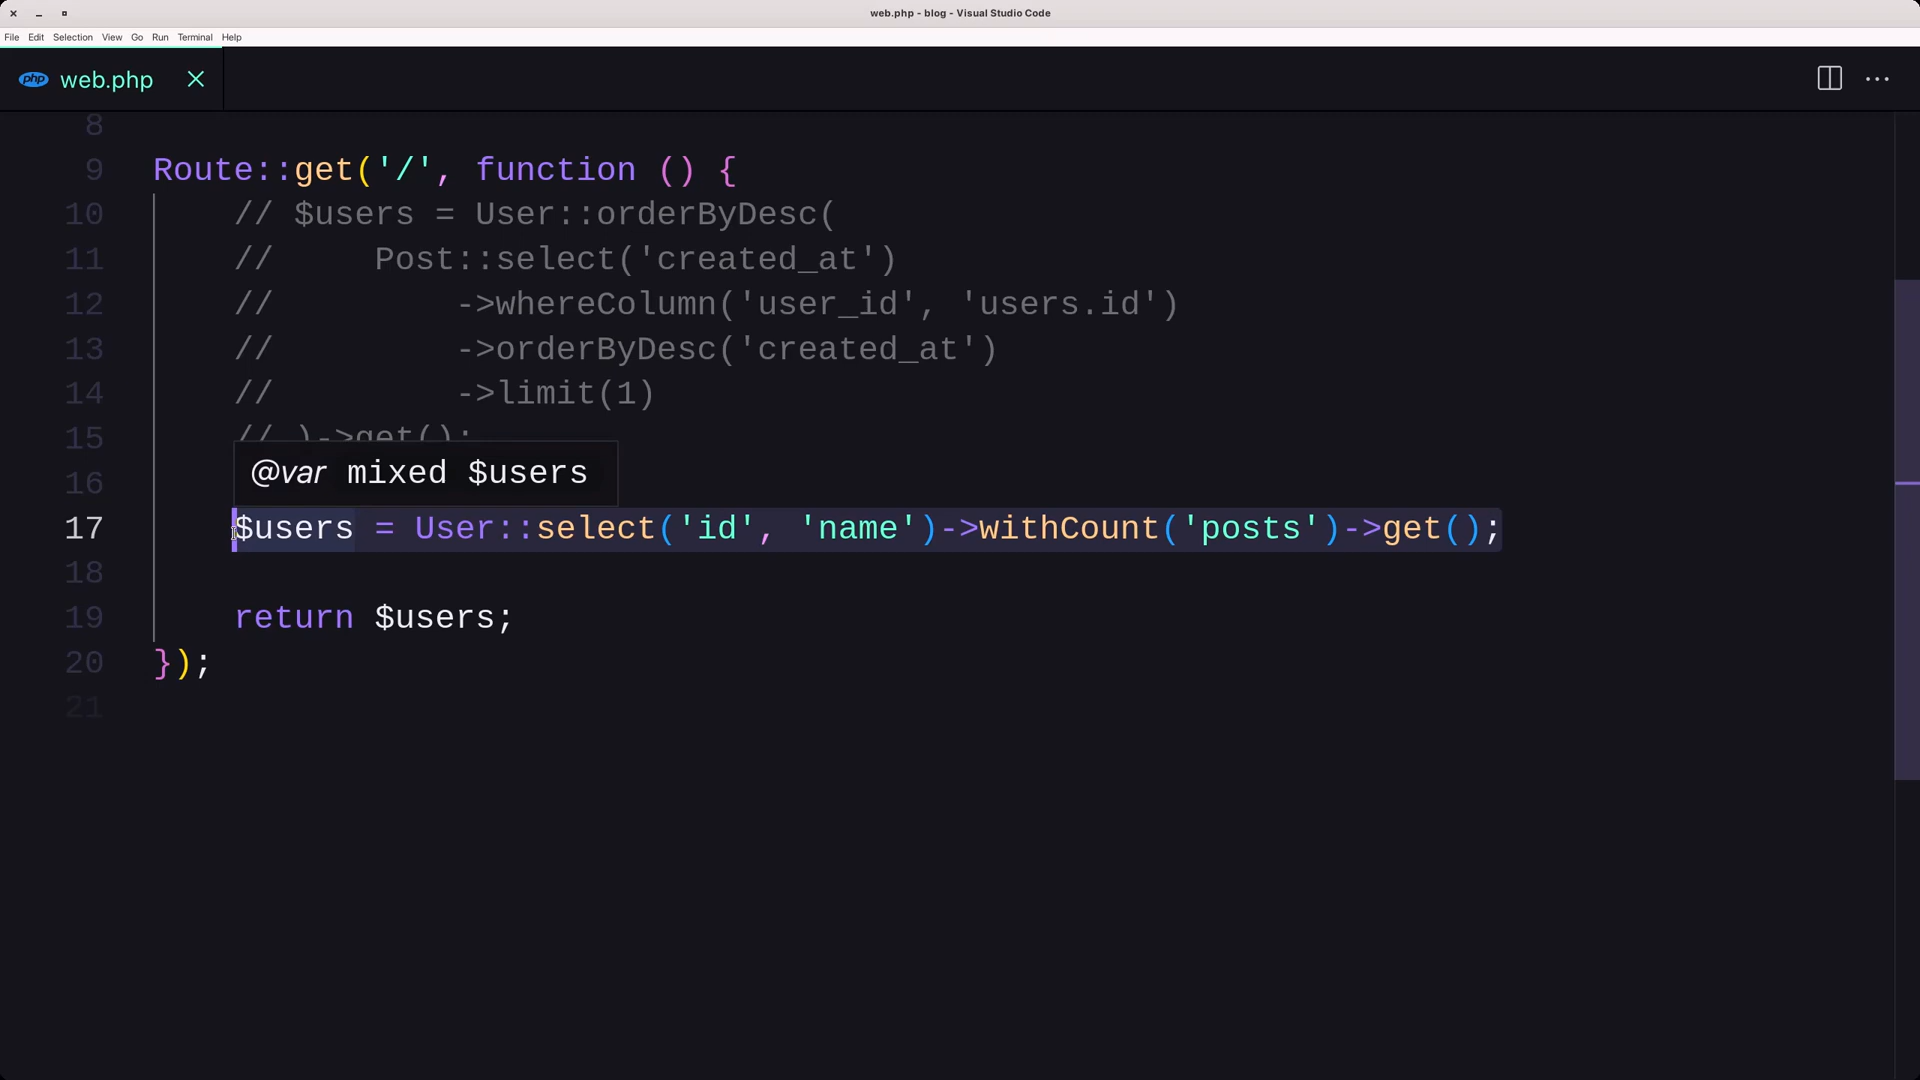 web.php - blog - Visual Studio Code
File Edit Selection View Go Run Terminal Help
php web.php
8
9 Route::get('/', function () {
10 // $users = User::orderByDesc(
11 //     Post::select('created_at')
12 //         ->whereColumn('user_id', 'users.id')
13 //         ->orderByDesc('created_at')
14 //         ->limit(1)
15 // )->get();
@var mixed $users
16
17 $users = User::select('id', 'name')->withCount('posts')->get();
18
19 return $users;
20 });
21